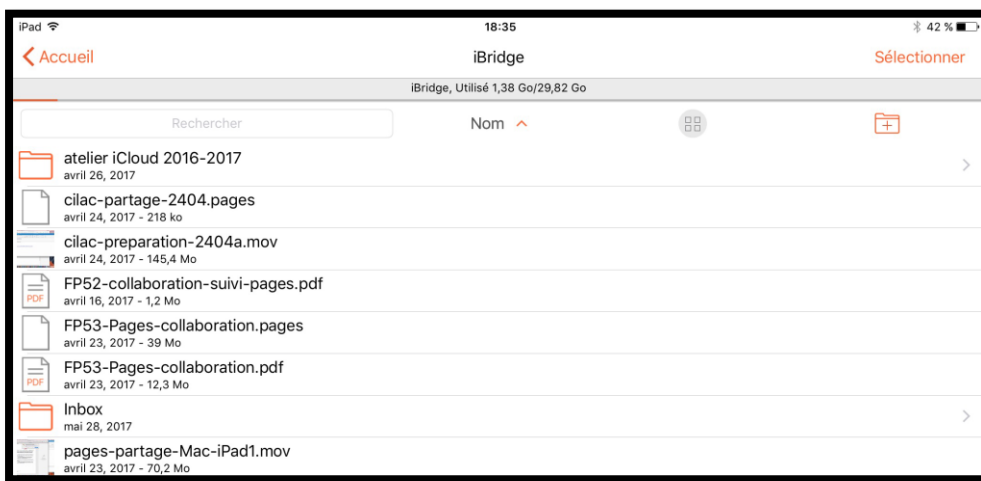 iPad 18:35 42 %
Accueil iBridge Sélectionner
iBridge, Utilisé 1,38 Go/29,82 Go
Rechercher Nom
atelier iCloud 2016-2017
avril 26, 2017
cilac-partage-2404.pages
avril 24, 2017 - 218 ko
cilac-preparation-2404a.mov
avril 24, 2017 - 145,4 Mo
FP52-collaboration-suivi-pages.pdf
PDF
avril 16, 2017 - 1,2 Mo
FP53-Pages-collaboration.pages
avril 23, 2017 - 39 Mo
FP53-Pages-collaboration.pdf
PDF
avril 23, 2017 - 12,3 Mo
Inbox
mai 28, 2017
pages-partage-Mac-iPad1.mov
avril 23, 2017 - 70,2 Mo